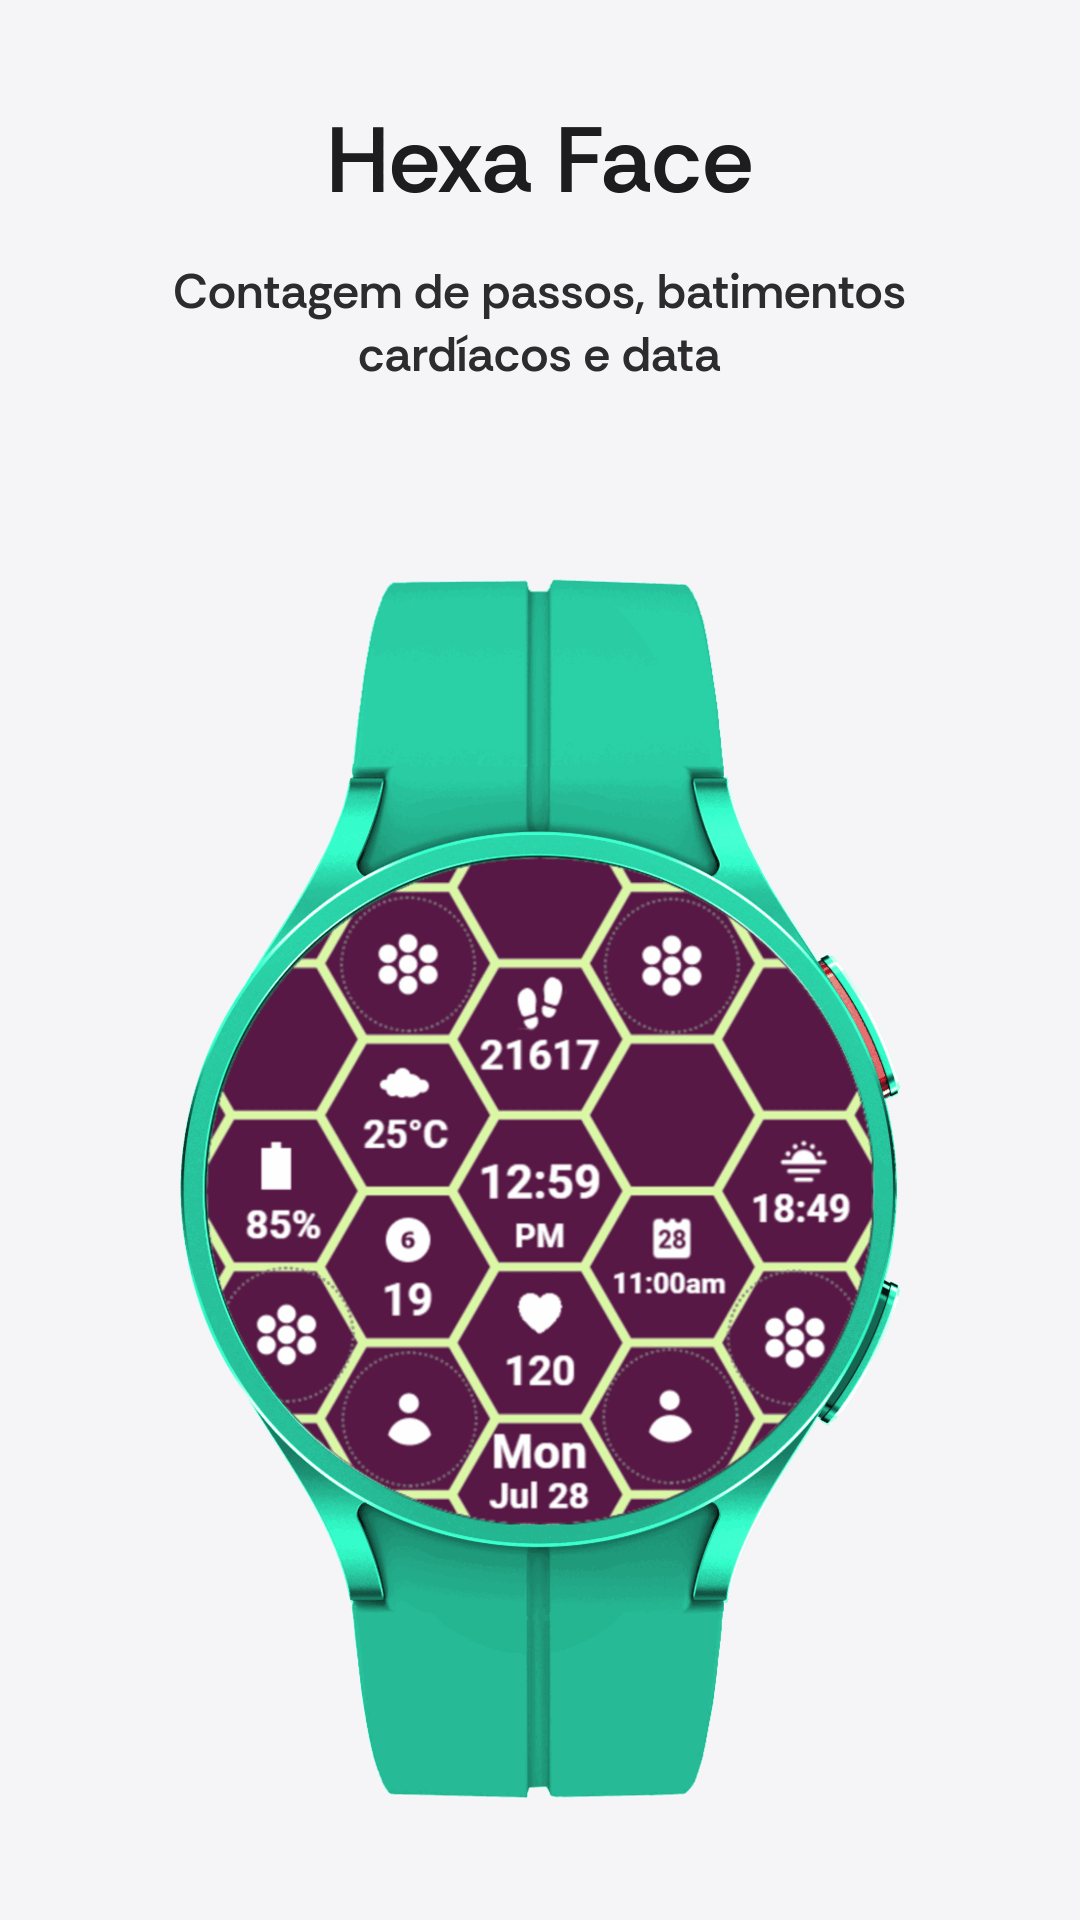 Hexa Face
Contagem de passos, batimentos
cardíacos e data
21617
25°C
12:59
PM
18:49
85%
6
19
28
11:00am
120
Mon
Jul 28